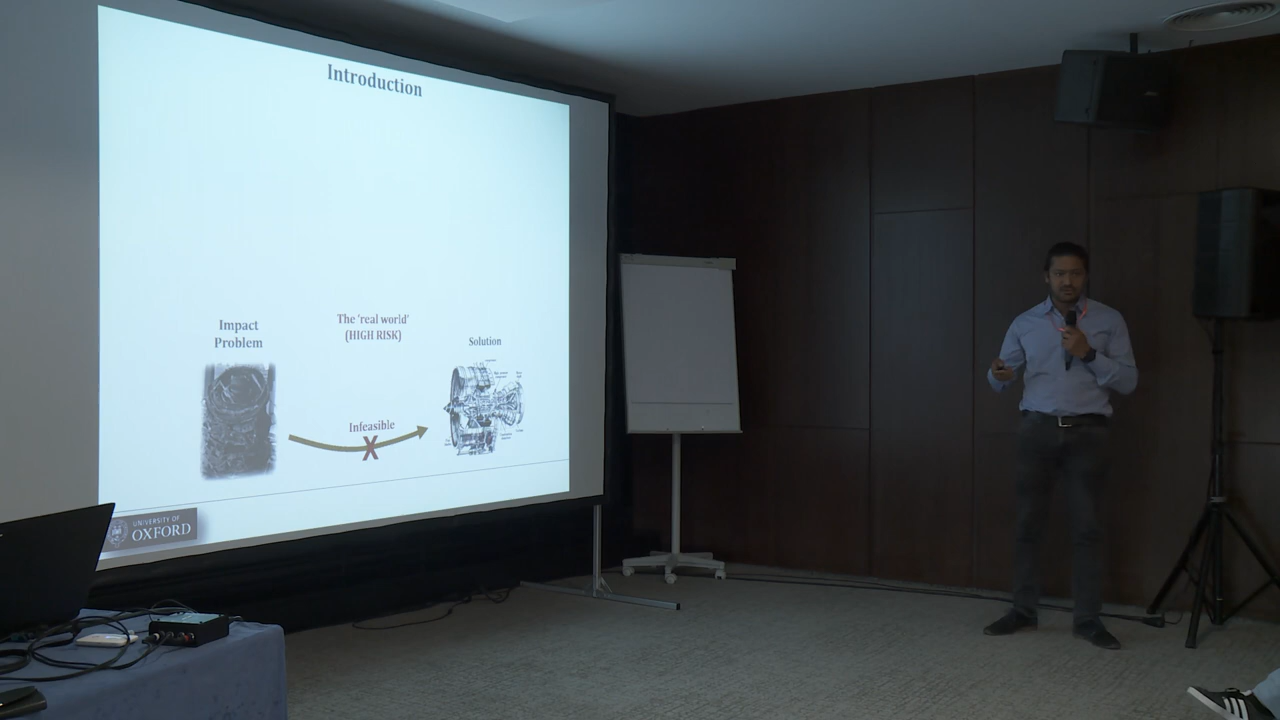 Introduction
Impact
Problem
The 'real world'
(HIGH RISK)
Solution
Infeasible
UNIVERSITY OF
OXFORD